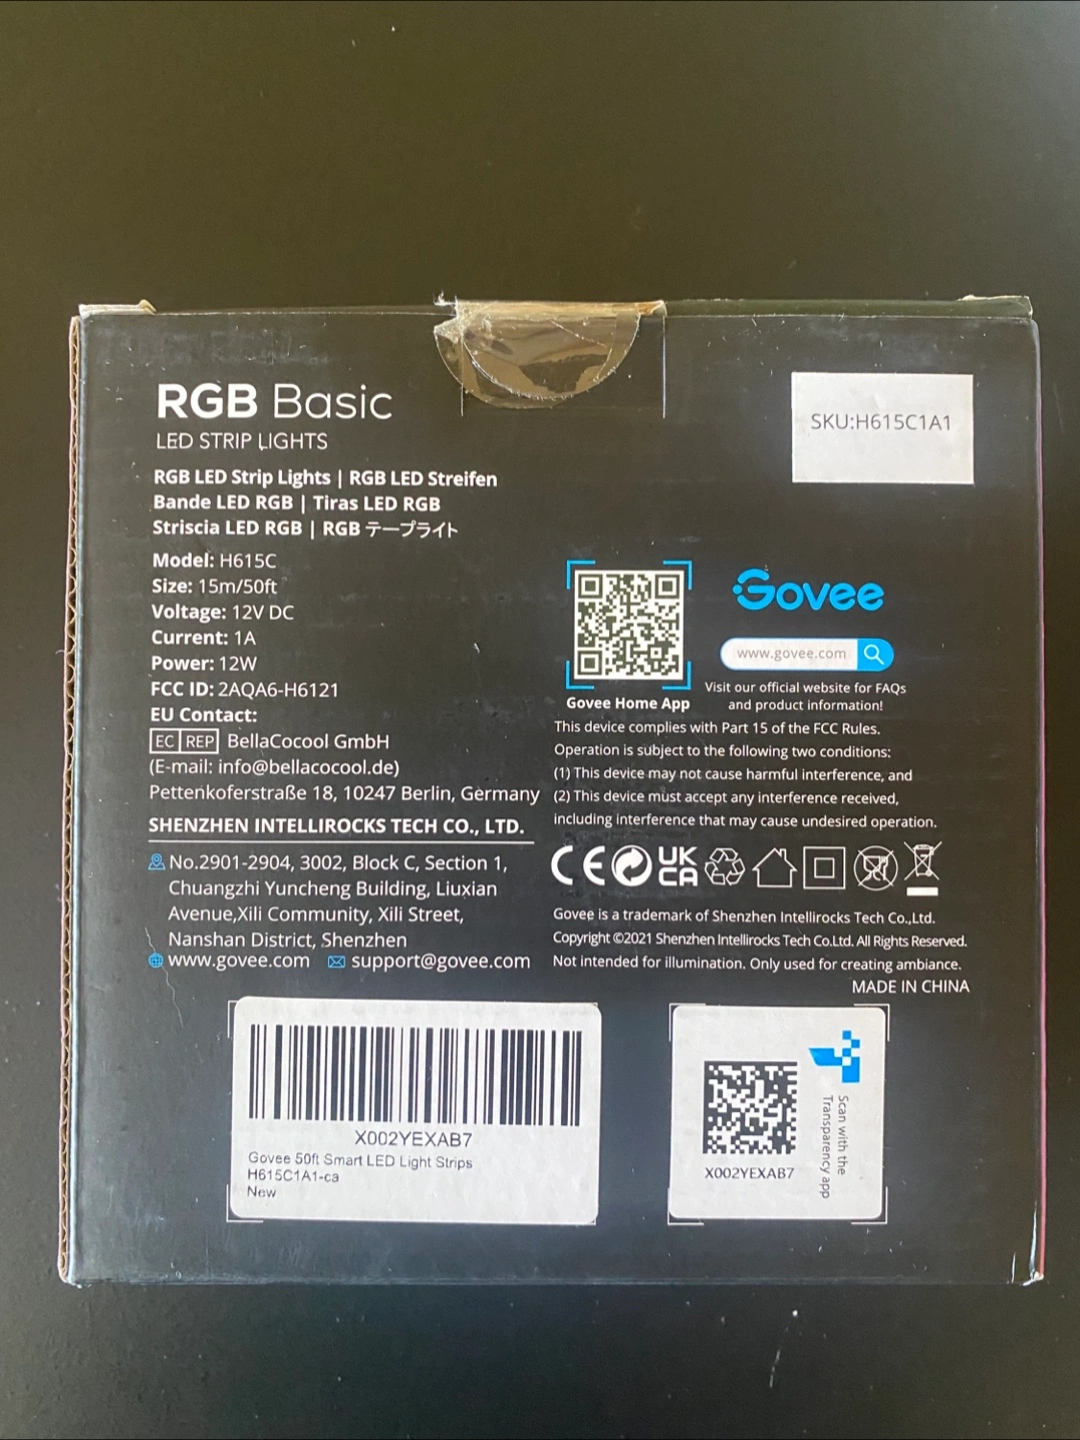 RGB Basic
LED STRIP LIGHTS
RGB LED Strip Lights | RGB LED Streifen
Bande LED RGB | Tiras LED RGB
Striscia LED RGB | RGB テープライト
Model: H615C
Size: 15m/50ft
Voltage: 12V DC
Current: 1A
Power: 12W
FCC ID: 2AQA6-H6121
EU Contact:
EC REP BellaCocool GmbH
(E-mail: info@bellacocool.de)
Pettenkoferstraße 18, 10247 Berlin, Germany
SHENZHEN INTELLIROCKS TECH CO., LTD.
No.2901-2904, 3002, Block C, Section 1,
Chuangzhi Yuncheng Building, Liuxian
Avenue,Xili Community, Xili Street,
Nanshan District, Shenzhen
www.govee.com support@govee.com
SKU:H615C1A1
Govee
www.govee.com
Visit our official website for FAQs
and product information!
Govee Home App
This device complies with Part 15 of the FCC Rules.
Operation is subject to the following two conditions:
(1) This device may not cause harmful interference, and
(2) This device must accept any interference received,
including interference that may cause undesired operation.
CE UK
CA
Govee is a trademark of Shenzhen Intellirocks Tech Co.,Ltd.
Copyright ©2021 Shenzhen Intellirocks Tech Co.Ltd. All Rights Reserved.
Not intended for illumination. Only used for creating ambiance.
MADE IN CHINA
X002YEXAB7
Govee 50ft Smart LED Light Strips
H615C1A1-ca
New
X002YEXAB7
Scan with the
Transparency app